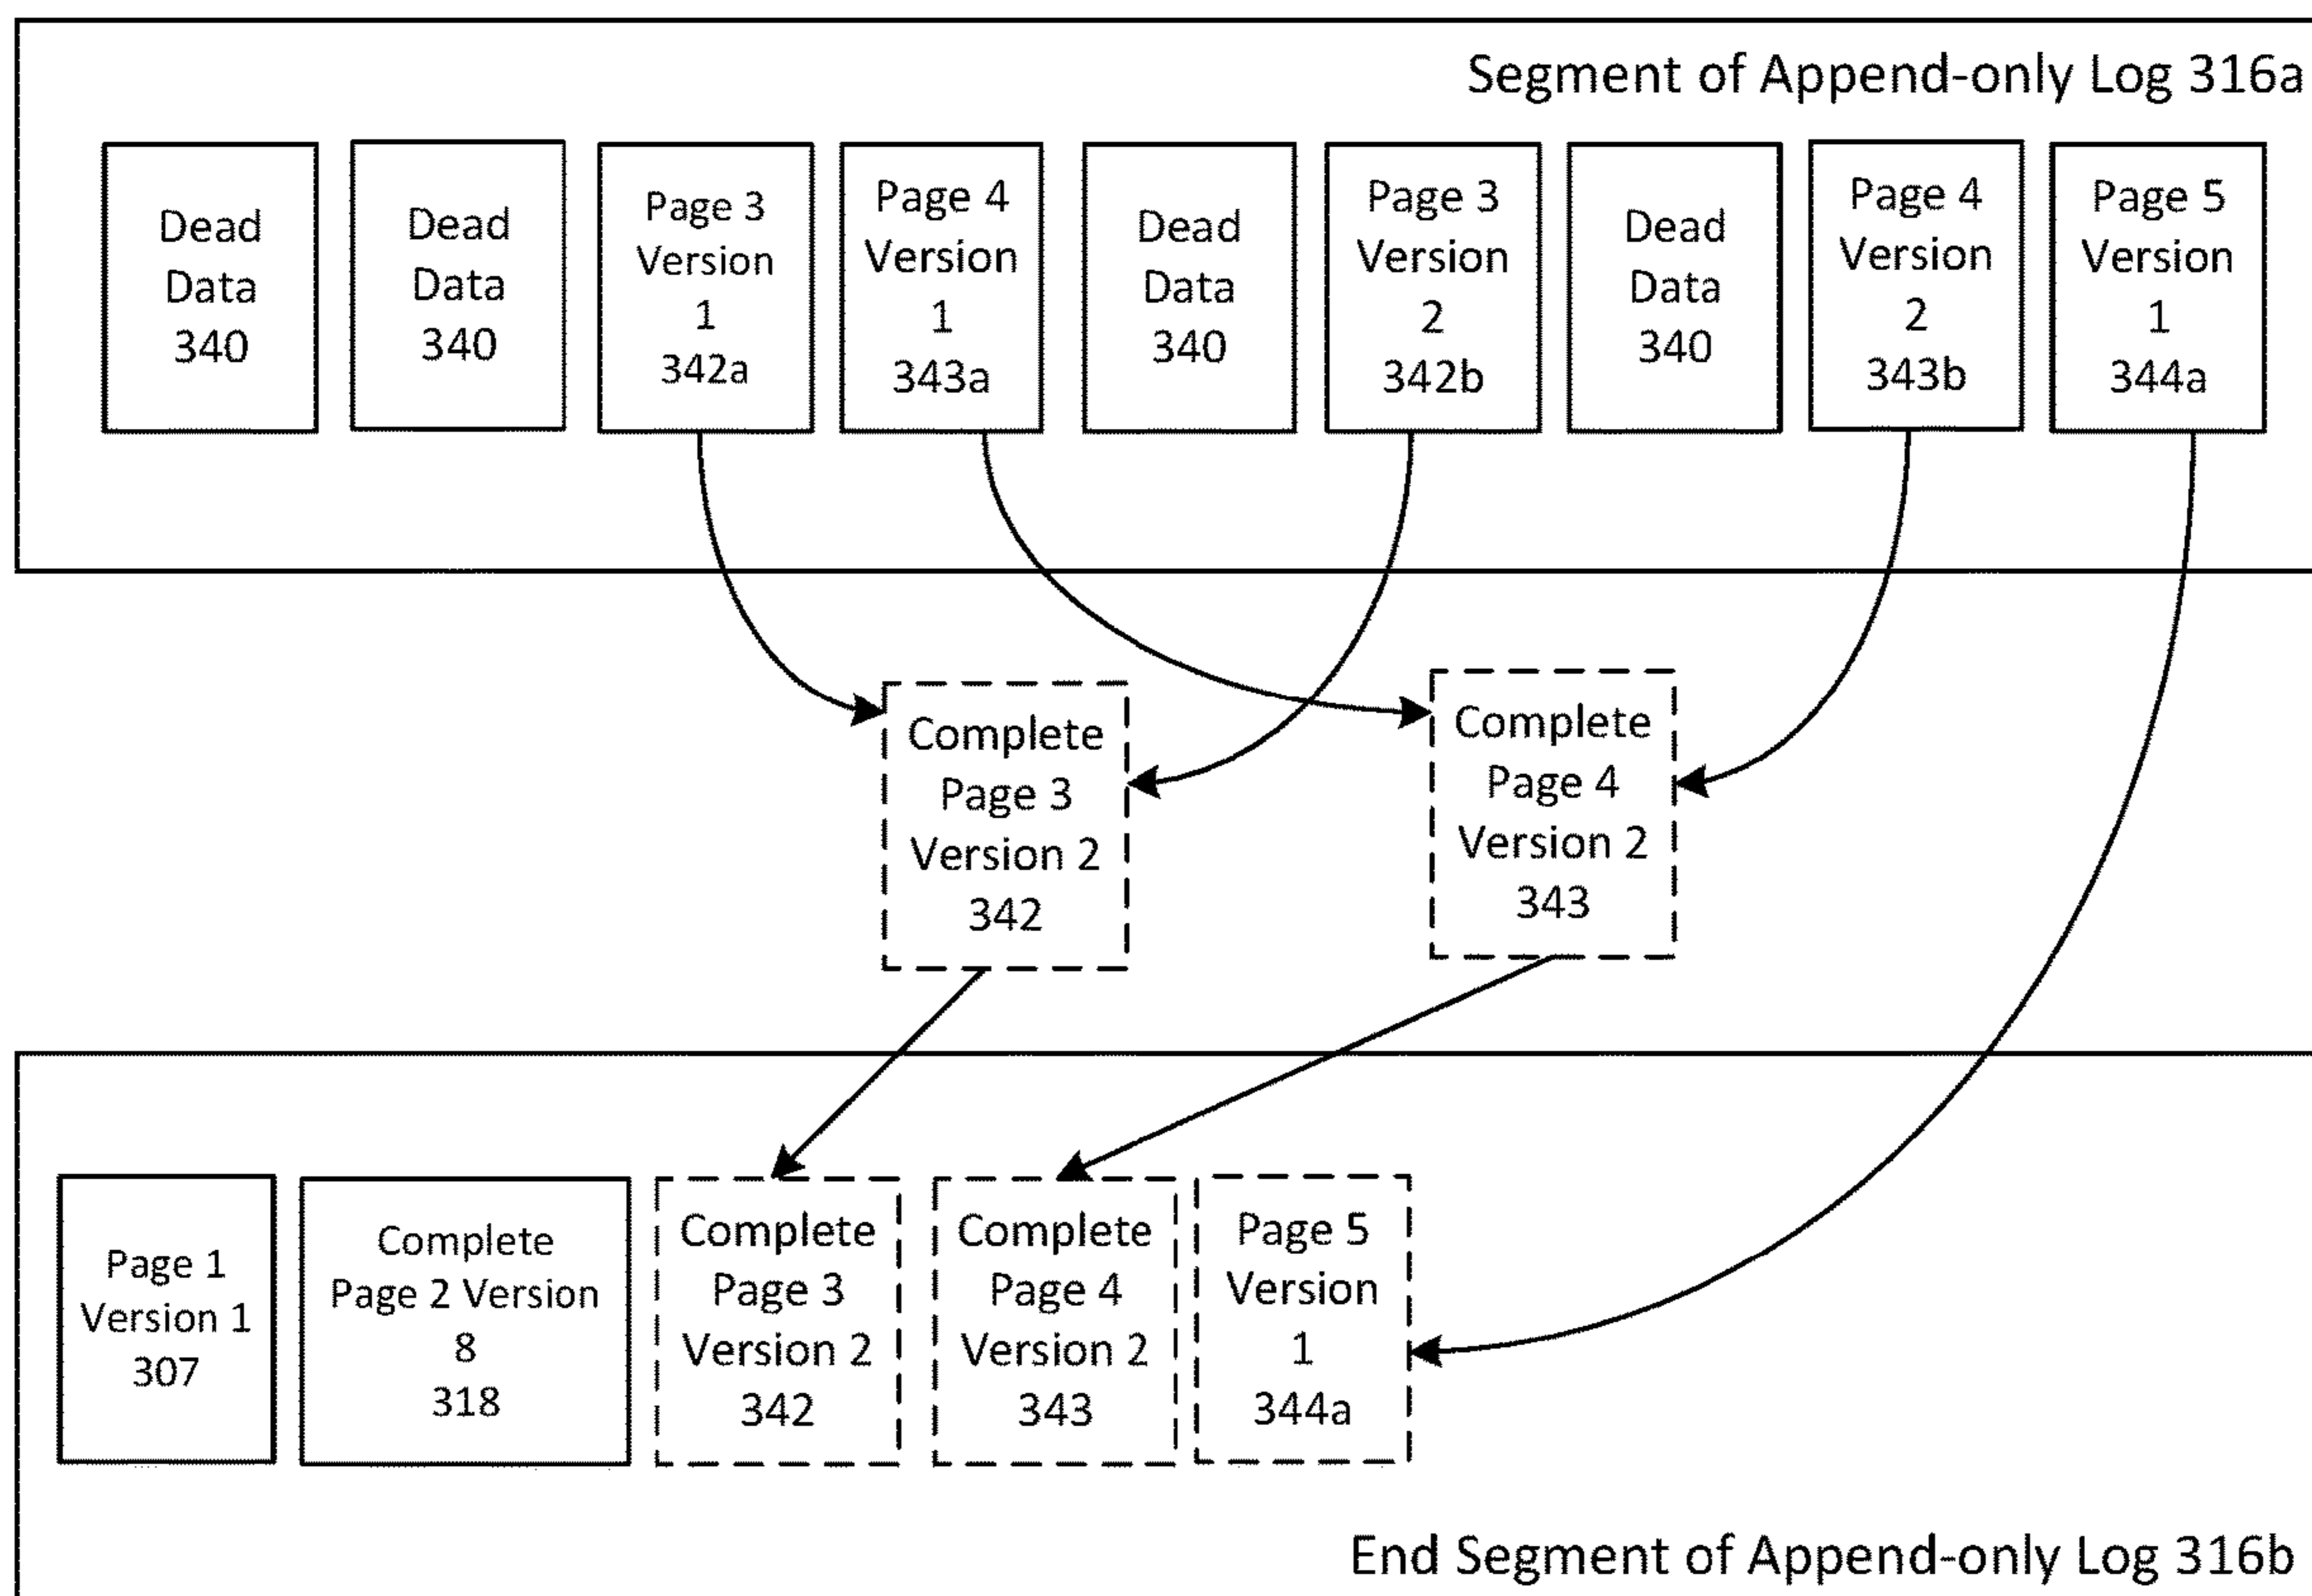 Segment of Append-only Log 316a
Dead
Data
340
Dead
Data
340
Page 3
Version
1
342a
Page 4
Version
1
343a
Dead
Data
340
Page 3
Version
2
342b
Dead
Data
340
Page 4
Version
2
343b
Page 5
Version
1
344a
Complete
Page 3
Version 2
342
Complete
Page 4
Version 2
343
Page 1
Version 1
307
Complete
Page 2 Version
8
318
Complete
Page 3
Version 2
342
Complete
Page 4
Version 2
343
Page 5
Version
1
344a
End Segment of Append-only Log 316b